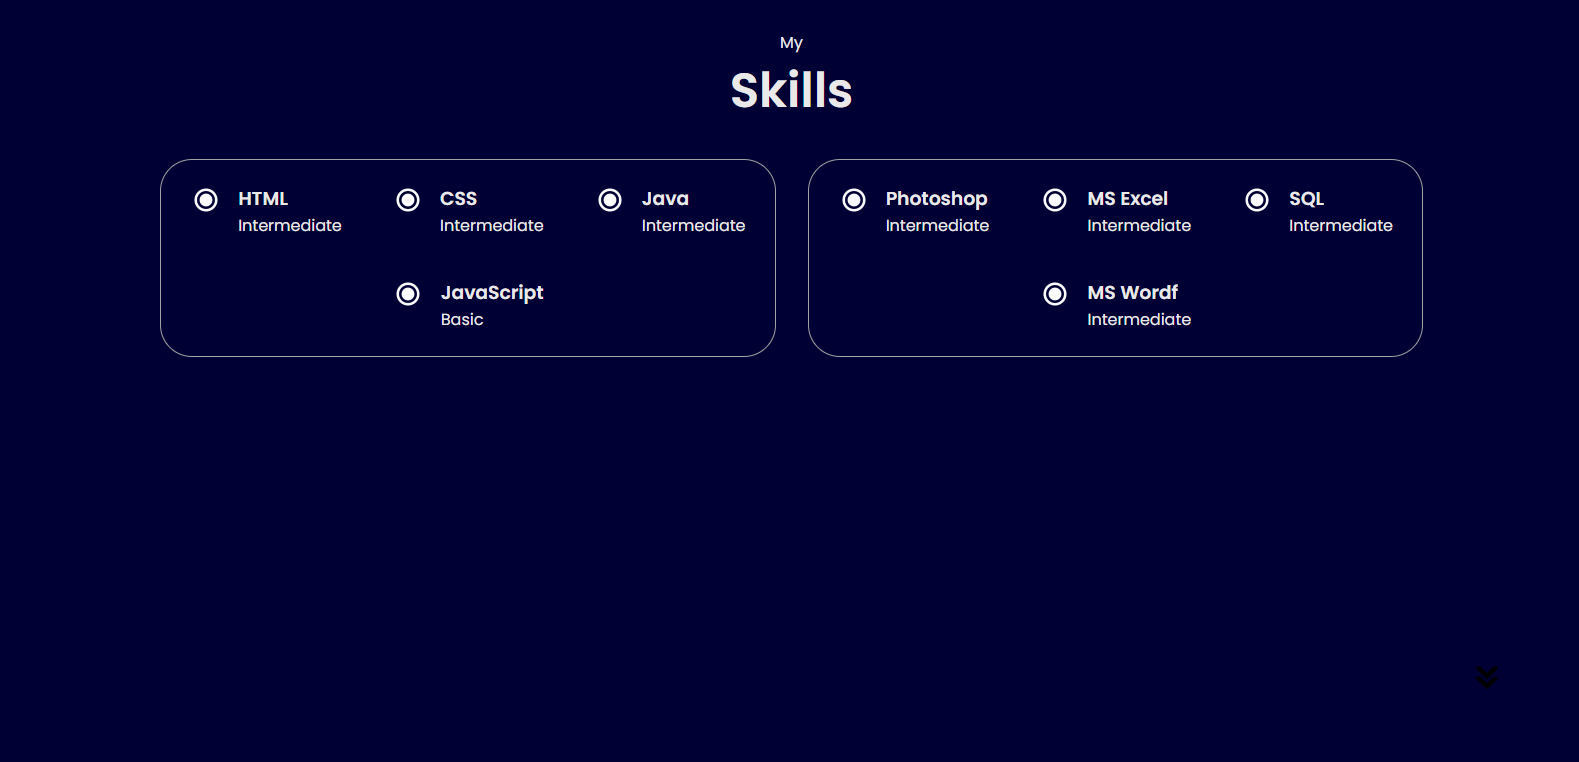 My
Skills
HTML
Intermediate
CSS
Intermediate
Java
Intermediate
JavaScript
Basic
Photoshop
Intermediate
MS Excel
Intermediate
SQL
Intermediate
MS Wordf
Intermediate